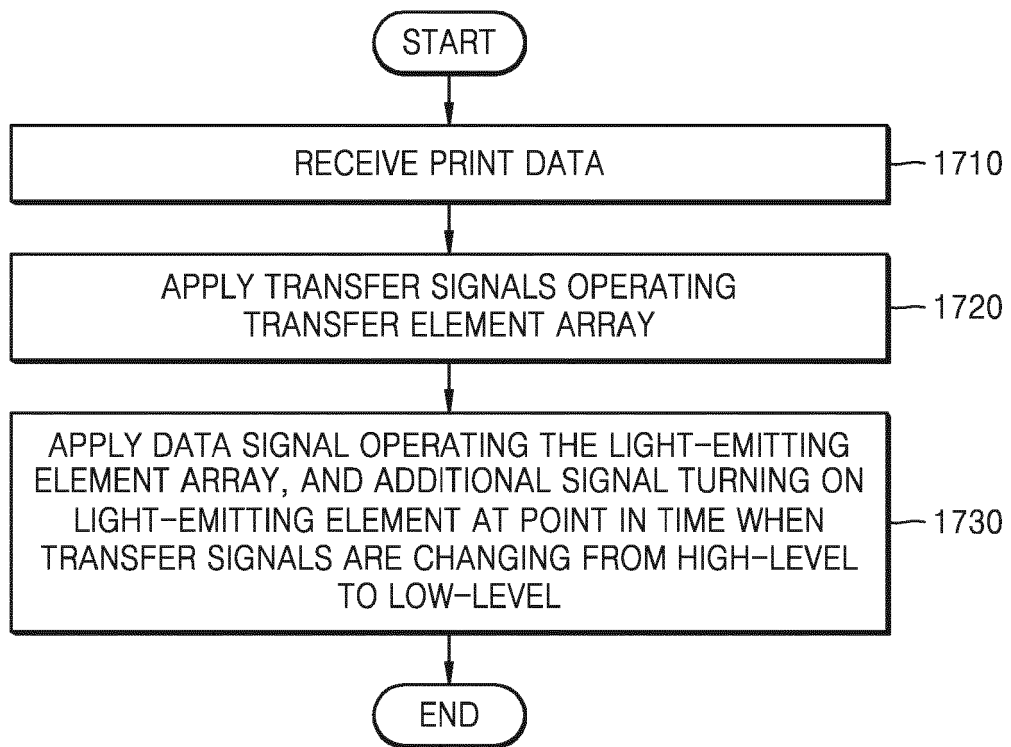 START
RECEIVE PRINT DATA
1710
APPLY TRANSFER SIGNALS OPERATING
TRANSFER ELEMENT ARRAY
1720
APPLY DATA SIGNAL OPERATING THE LIGHT-EMITTING
ELEMENT ARRAY, AND ADDITIONAL SIGNAL TURNING ON
LIGHT-EMITTING ELEMENT AT POINT IN TIME WHEN
TRANSFER SIGNALS ARE CHANGING FROM HIGH-LEVEL
TO LOW-LEVEL
1730
END